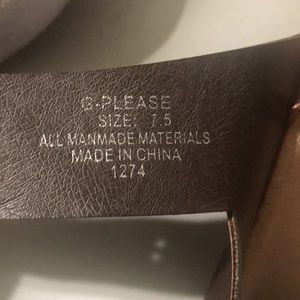 G-PLEASE
SIZE: 7.5
ALL MANMADE MATERIALS
MADE IN CHINA
1274